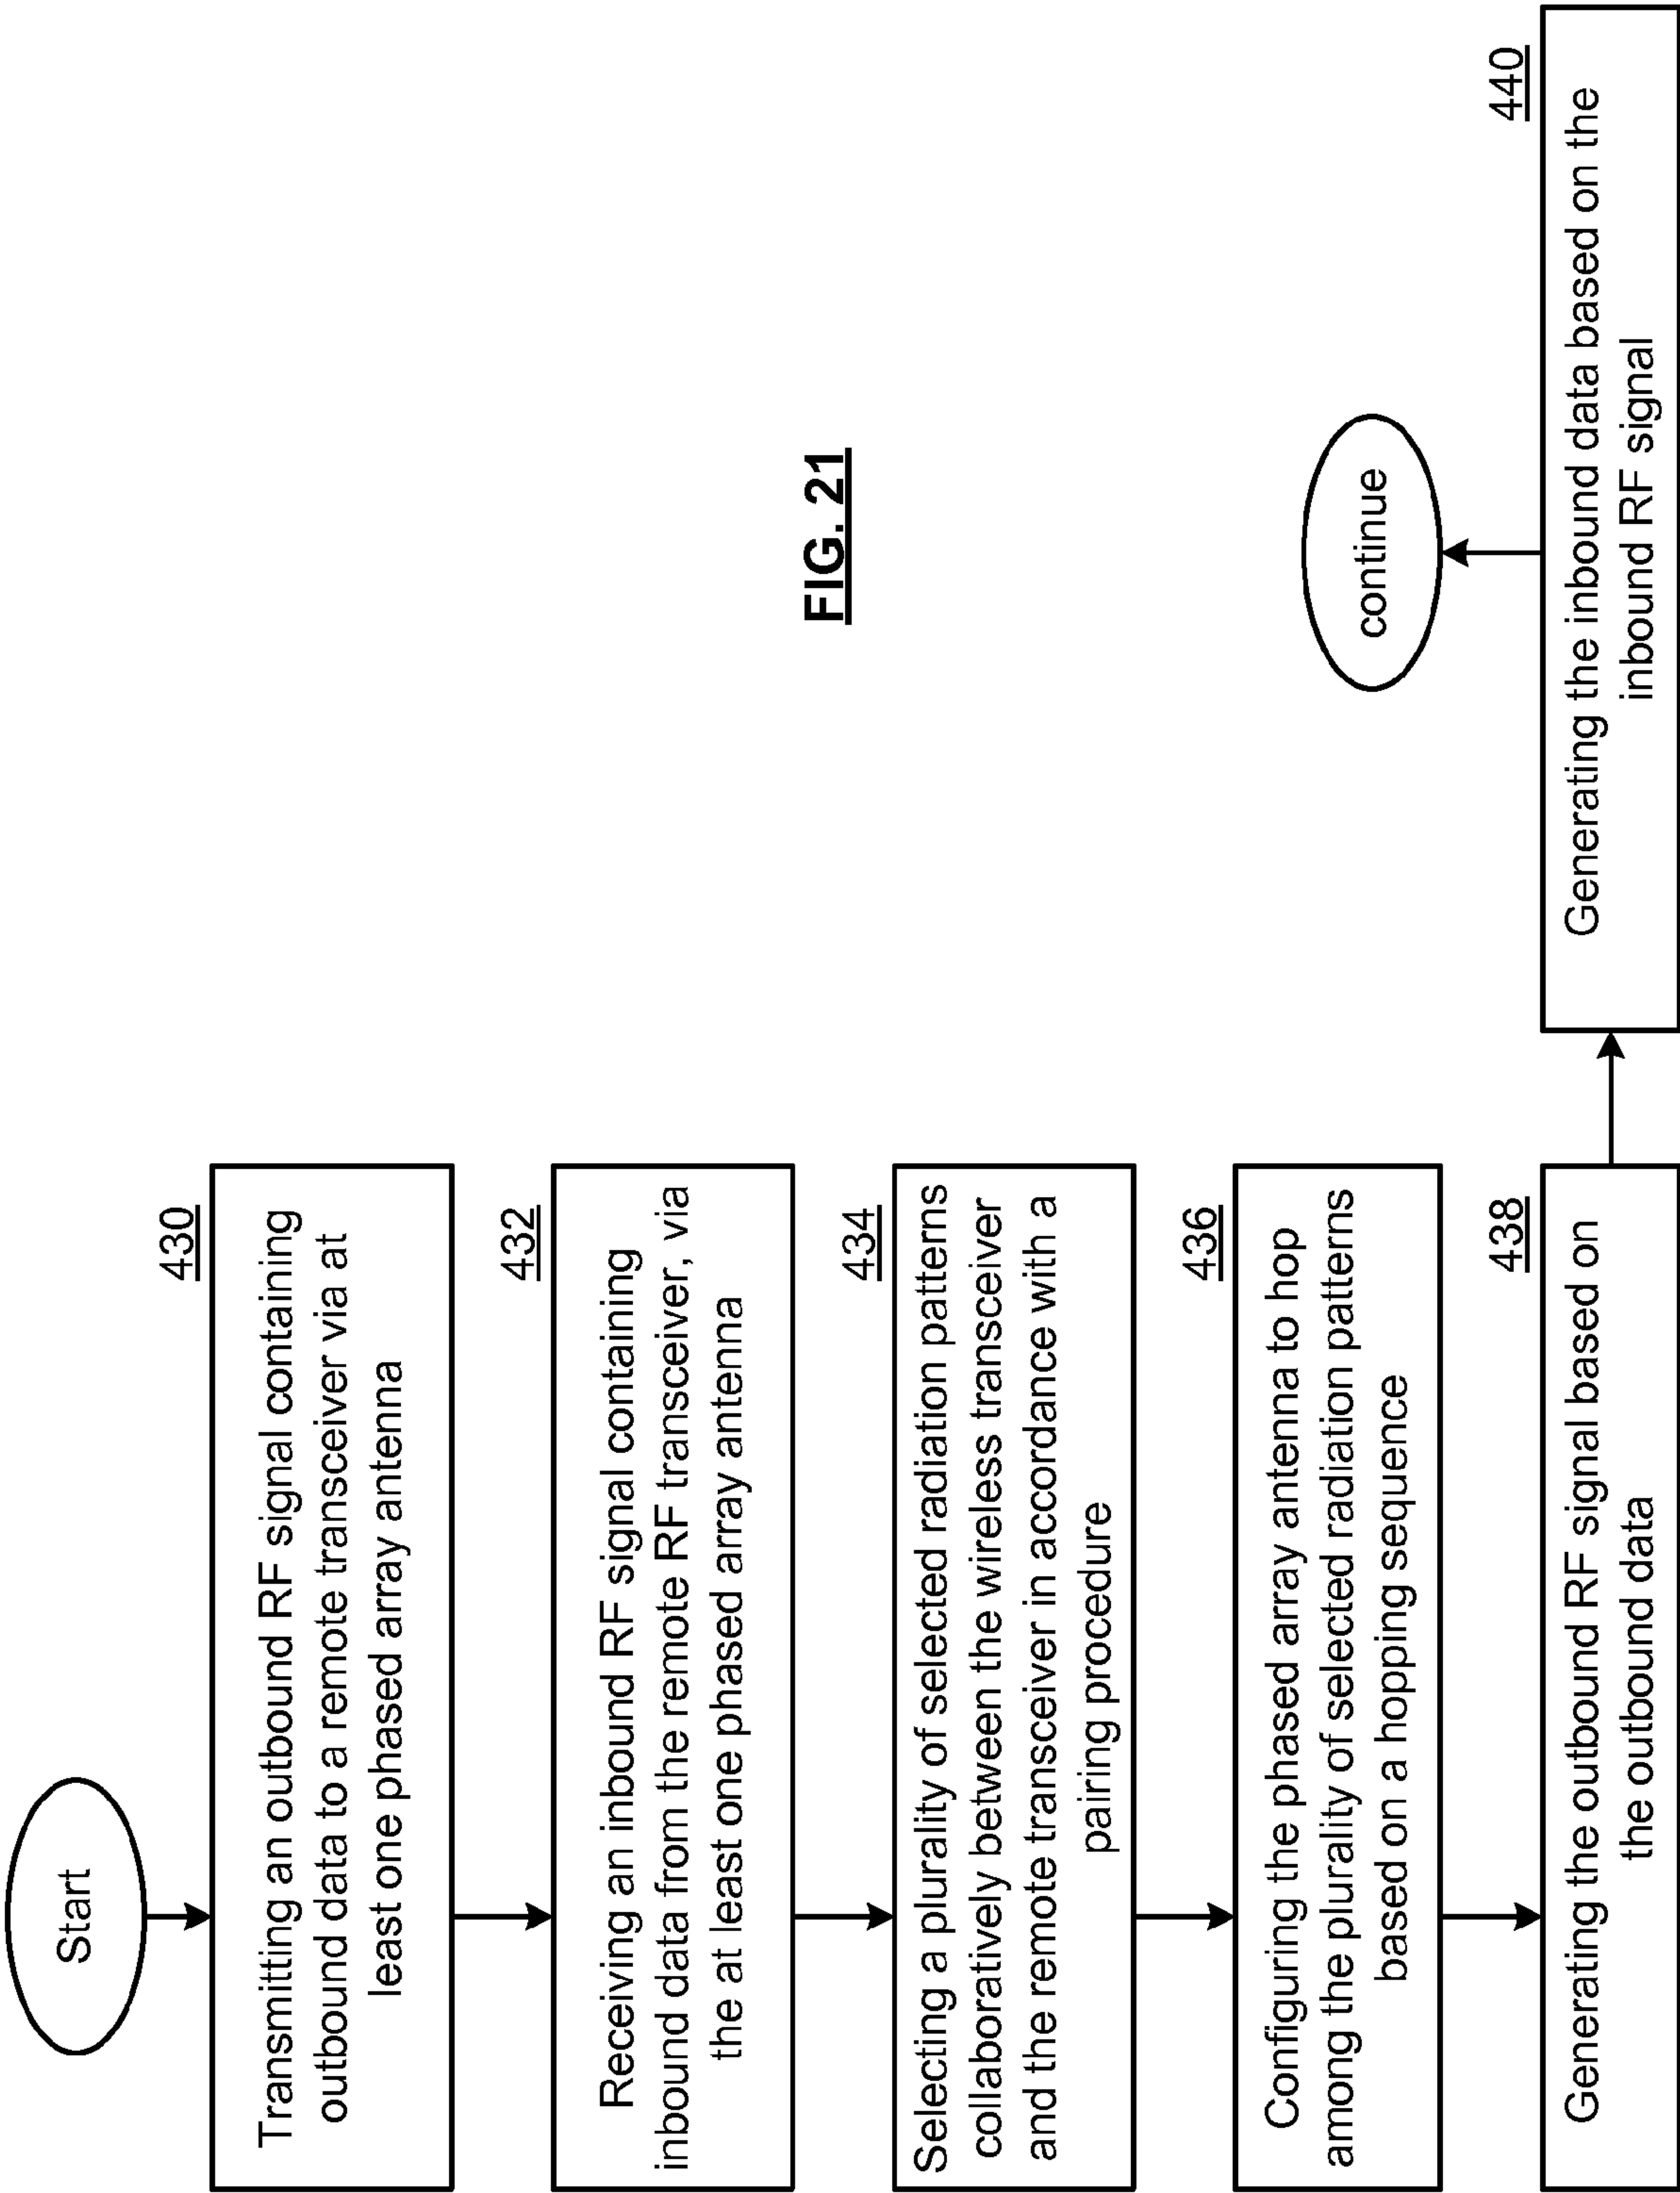 Start
430
Transmitting an outbound RF signal containing
outbound data to a remote transceiver via at
least one phased array antenna
432
Receiving an inbound RF signal containing
inbound data from the remote RF transceiver, via
the at least one phased array antenna
434
Selecting a plurality of selected radiation patterns
collaboratively between the wireless transceiver
and the remote transceiver in accordance with a
pairing procedure
436
Configuring the phased array antenna to hop
among the plurality of selected radiation patterns
based on a hopping sequence
438
Generating the outbound RF signal based on
the outbound data
440
Generating the inbound data based on the
inbound RF signal
continue
FIG. 21